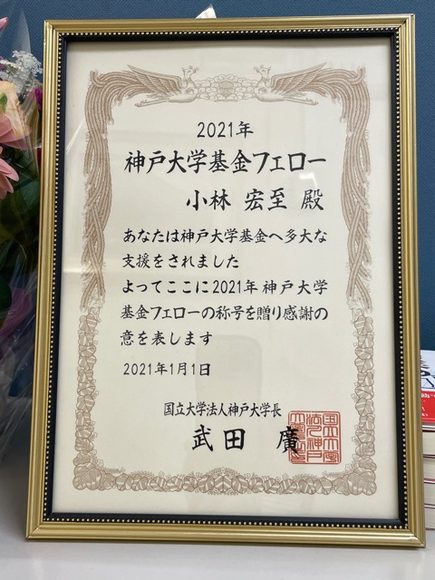 2021年
神戸大学基金フェロー
小林 宏至 殿
あなたは神戸大学基金へ多大な
支援をされました
よってここに2021年神戸大学
基金フェローの称号を贈り感謝の
意を表します
2021年1月1日
国立大学法人神戸大学長
武田 廣